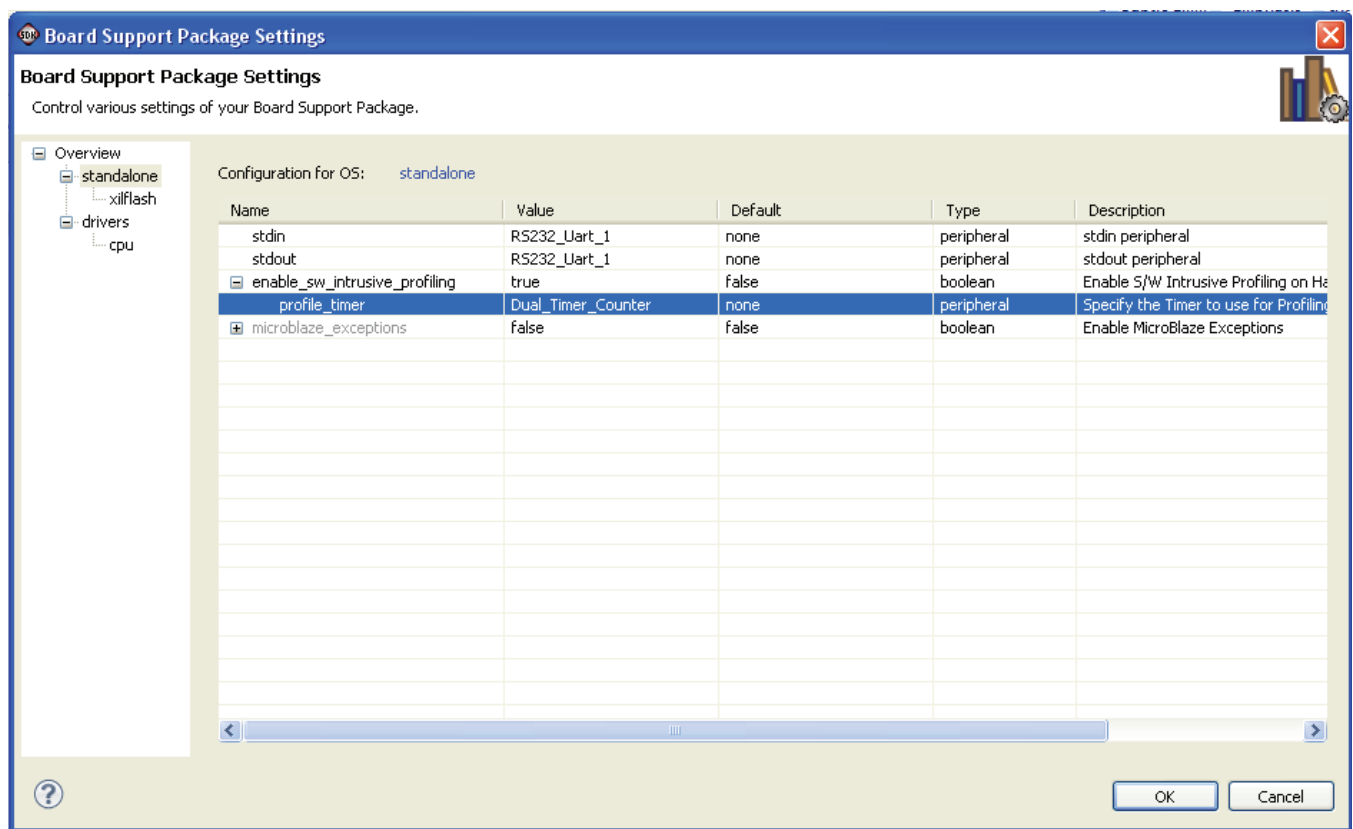 SDK Board Support Package Settings
Board Support Package Settings
Control various settings of your Board Support Package.
Overview
standalone
xilflash
drivers
cpu
Configuration for OS: standalone
Name Value Default Type Description
stdin RS232_Uart_1 none peripheral stdin peripheral
stdout RS232_Uart_1 none peripheral stdout peripheral
enable_sw_intrusive_profiling true false boolean Enable S/W Intrusive Profiling on Ha
profile_timer Dual_Timer_Counter none peripheral Specify the Timer to use for Profiling
microblaze_exceptions false false boolean Enable MicroBlaze Exceptions
OK Cancel